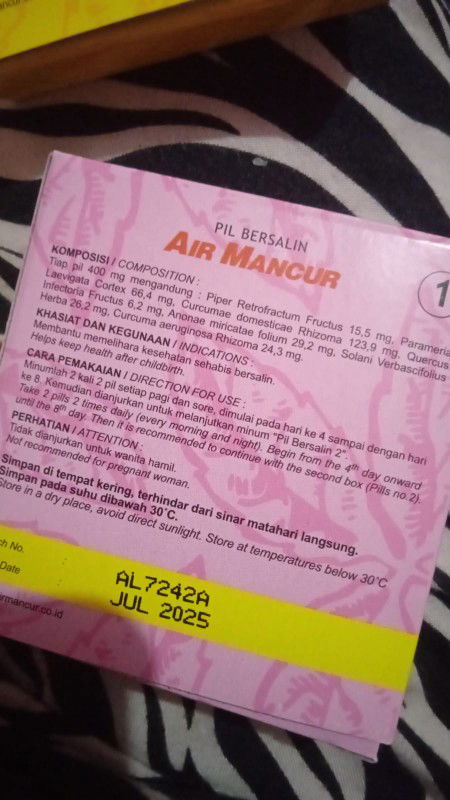 PIL BERSALIN
AIR MANCUR
1
KOMPOSISI / COMPOSITION :
Tiap pil 400 mg mengandung : Piper Retrofractum Fructus 15,5 mg, Parameria
Laevigata Cortex 66,4 mg, Curcumae domesticae Rhizoma 123,9 mg, Quercus
Infectoria Fructus 6,2 mg, Anonae miricatae folium 29,2 mg, Solani Verbascifolius
Herba 26,2 mg, Curcuma aeruginosa Rhizoma 24,3 mg.
KHASIAT DAN KEGUNAAN / INDICATIONS :
Membantu memelihara kesehatan sehabis bersalin.
Helps keep health after childbirth.
CARA PEMAKAIAN / DIRECTION FOR USE :
Minumlah 2 kali 2 pil setiap pagi dan sore, dimulai pada hari ke 4 sampai dengan hari
ke 8. Kemudian dianjurkan untuk melanjutkan minum "Pil Bersalin 2".
Take 2 pills 2 times daily (every morning and night). Begin from the 4th day onward
until the 8th day. Then it is recommended to continue with the second box (Pills no.2).
PERHATIAN / ATTENTION :
Tidak dianjurkan untuk wanita hamil.
Not recommended for pregnant woman.
Simpan di tempat kering, terhindar dari sinar matahari langsung.
Simpan pada suhu dibawah 30°C.
Store in a dry place, avoid direct sunlight. Store at temperatures below 30°C
ch No. : AL7242A
Date : JUL 2025
rmancur.co.id